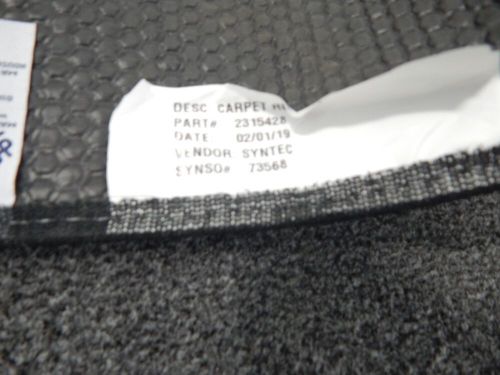 DESC CARPET
PART# 2315428
DATE: 02/01/19
VENDOR: SYNTEC
SYNSO# 73568